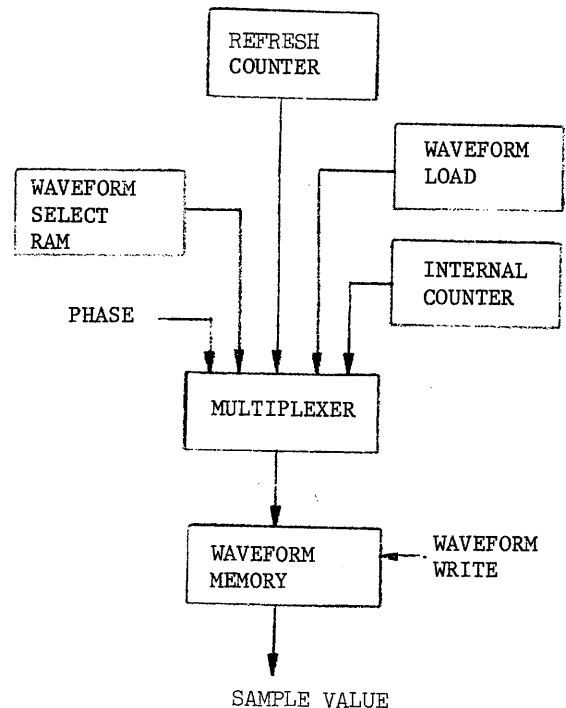 REFRESH
COUNTER
WAVEFORM
LOAD
WAVEFORM
SELECT
RAM
INTERNAL
COUNTER
PHASE
MULTIPLEXER
WAVEFORM
MEMORY
WAVEFORM
WRITE
SAMPLE VALUE